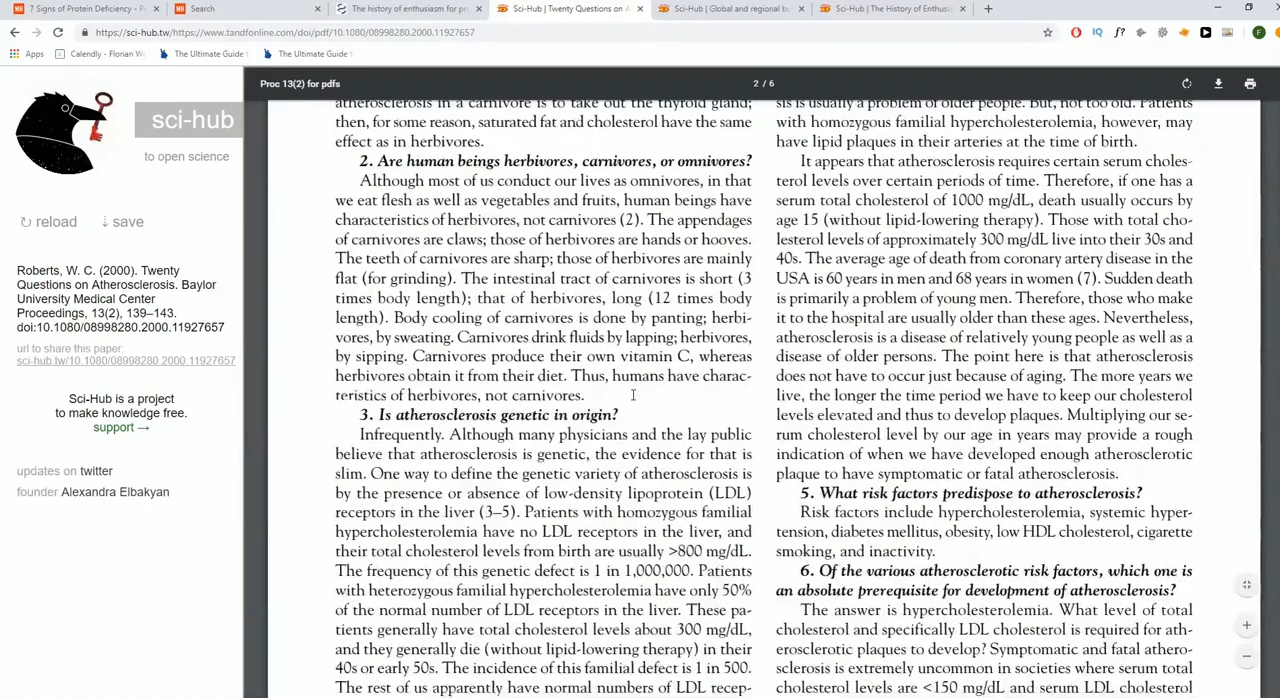 7 Signs of Protein Deficiency - P
Search
The history of enthusiasm for pr
Sci-Hub | Twenty Questions on A
Sci-Hub | Global and regional bu
Sci-Hub | The History of Enthusi
https://sci-hub.tw/https://www.tandfonline.com/doi/pdf/10.1080/08998280.2000.11927657
Apps
Calendly - Florian W
The Ultimate Guide
The Ultimate Guide
sci-hub
to open science
↻ reload
↓ save
Roberts, W. C. (2000). Twenty
Questions on Atherosclerosis. Baylor
University Medical Center
Proceedings, 13(2), 139–143.
doi:10.1080/08998280.2000.11927657
url to share this paper:
sci-hub.tw/10.1080/08998280.2000.11927657
Sci-Hub is a project
to make knowledge free.
support →
updates on twitter
founder Alexandra Elbakyan
Proc 13(2) for pdfs
2 / 6
atherosclerosis in a carnivore is to take out the thyroid gland;
then, for some reason, saturated fat and cholesterol have the same
effect as in herbivores.
2. Are human beings herbivores, carnivores, or omnivores?
Although most of us conduct our lives as omnivores, in that
we eat flesh as well as vegetables and fruits, human beings have
characteristics of herbivores, not carnivores (2). The appendages
of carnivores are claws; those of herbivores are hands or hooves.
The teeth of carnivores are sharp; those of herbivores are mainly
flat (for grinding). The intestinal tract of carnivores is short (3
times body length); that of herbivores, long (12 times body
length). Body cooling of carnivores is done by panting; herbi-
vores, by sweating. Carnivores drink fluids by lapping; herbivores,
by sipping. Carnivores produce their own vitamin C, whereas
herbivores obtain it from their diet. Thus, humans have charac-
teristics of herbivores, not carnivores.
3. Is atherosclerosis genetic in origin?
Infrequently. Although many physicians and the lay public
believe that atherosclerosis is genetic, the evidence for that is
slim. One way to define the genetic variety of atherosclerosis is
by the presence or absence of low-density lipoprotein (LDL)
receptors in the liver (3–5). Patients with homozygous familial
hypercholesterolemia have no LDL receptors in the liver, and
their total cholesterol levels from birth are usually >800 mg/dL.
The frequency of this genetic defect is 1 in 1,000,000. Patients
with heterozygous familial hypercholesterolemia have only 50%
of the normal number of LDL receptors in the liver. These pa-
tients generally have total cholesterol levels about 300 mg/dL,
and they generally die (without lipid-lowering therapy) in their
40s or early 50s. The incidence of this familial defect is 1 in 500.
The rest of us apparently have normal numbers of LDL recep-
sis is usually a problem of older people. But, not too old. Patients
with homozygous familial hypercholesterolemia, however, may
have lipid plaques in their arteries at the time of birth.
It appears that atherosclerosis requires certain serum choles-
terol levels over certain periods of time. Therefore, if one has a
serum total cholesterol of 1000 mg/dL, death usually occurs by
age 15 (without lipid-lowering therapy). Those with total cho-
lesterol levels of approximately 300 mg/dL live into their 30s and
40s. The average age of death from coronary artery disease in the
USA is 60 years in men and 68 years in women (7). Sudden death
is primarily a problem of young men. Therefore, those who make
it to the hospital are usually older than these ages. Nevertheless,
atherosclerosis is a disease of relatively young people as well as a
disease of older persons. The point here is that atherosclerosis
does not have to occur just because of aging. The more years we
live, the longer the time period we have to keep our cholesterol
levels elevated and thus to develop plaques. Multiplying our se-
rum cholesterol level by our age in years may provide a rough
indication of when we have developed enough atherosclerotic
plaque to have symptomatic or fatal atherosclerosis.
5. What risk factors predispose to atherosclerosis?
Risk factors include hypercholesterolemia, systemic hyper-
tension, diabetes mellitus, obesity, low HDL cholesterol, cigarette
smoking, and inactivity.
6. Of the various atherosclerotic risk factors, which one is
an absolute prerequisite for development of atherosclerosis?
The answer is hypercholesterolemia. What level of total
cholesterol and specifically LDL cholesterol is required for ath-
erosclerotic plaques to develop? Symptomatic and fatal athero-
sclerosis is extremely uncommon in societies where serum total
cholesterol levels are <150 mg/dL and serum LDL cholesterol